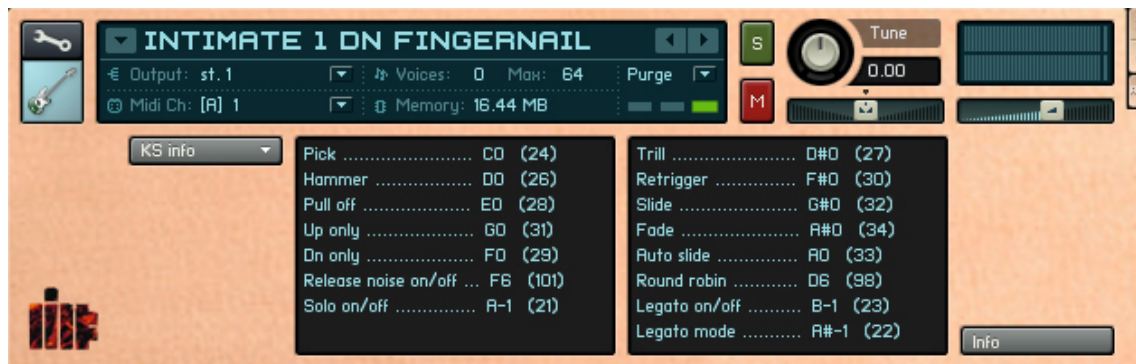 INTIMATE 1 DN FINGERNAIL
Output: st. 1 Voices: 0 Max: 64 Purge
Midi Ch: [A] 1 Memory: 16.44 MB
S
M
Tune
0.00
KS info
Pick ....................... C0 (24)
Hammer .................. D0 (26)
Pull off ................... E0 (28)
Up only .................... G0 (31)
Dn only .................... F0 (29)
Release noise on/off ... F6 (101)
Solo on/off ............... A-1 (21)
Trill ...................... D#0 (27)
Retrigger ................ F#0 (30)
Slide ...................... G#0 (32)
Fade ...................... A#0 (34)
Auto slide ............... A0 (33)
Round robin ............ D6 (98)
Legato on/off .......... B-1 (23)
Legato mode ........... A#-1 (22)
Info